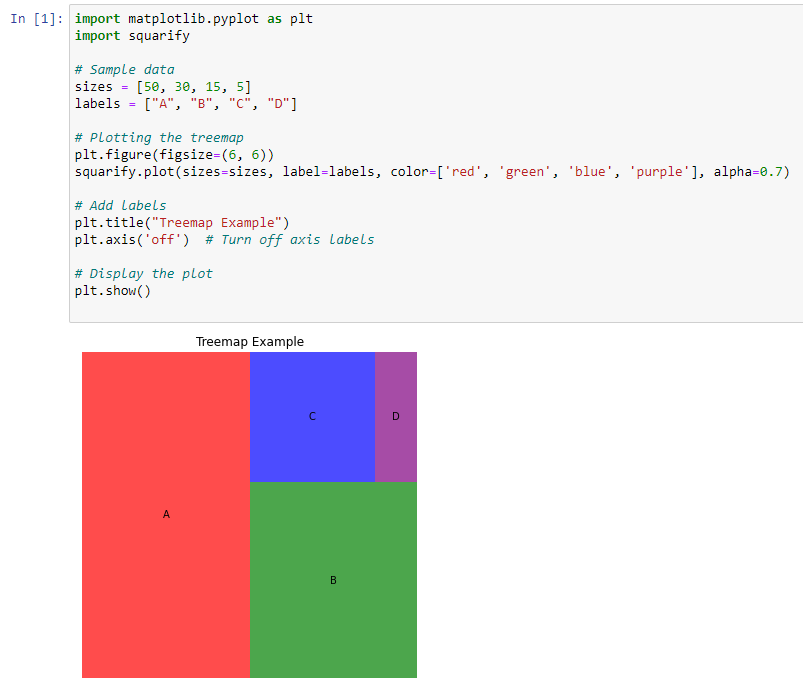 In [1]:
import matplotlib.pyplot as plt
import squarify
# Sample data
sizes = [50, 30, 15, 5]
labels = ["A", "B", "C", "D"]
# Plotting the treemap
plt.figure(figsize=(6, 6))
squarify.plot(sizes=sizes, label=labels, color=['red', 'green', 'blue', 'purple'], alpha=0.7)
# Add labels
plt.title("Treemap Example")
plt.axis('off')  # Turn off axis labels
# Display the plot
plt.show()
Treemap Example
C
D
A
B